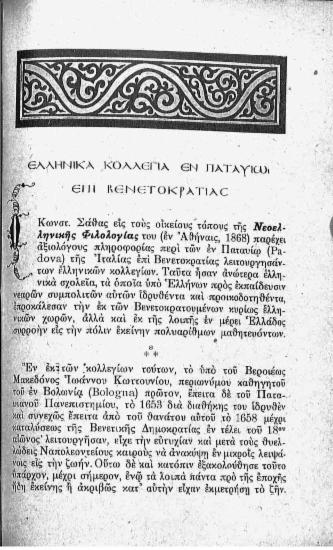 ΕΛΛΗΝΙΚΑ ΚΟΛΛΕΓΙΑ ΕΝ ΠΑΤΑΥΙΩΙ
ΕΠΙ ΒΕΝΕΤΟΚΡΑΤΙΑΣ
Ὁ Κωνστ. Σάθας εἰς τοὺς οἰκείους τόπους τῆς Νεοελ-
ληνικῆς Φιλολογίας του (ἐν Ἀθήναις, 1868) παρέχει
ἀξιολόγους πληροφορίας περὶ τῶν ἐν Παταυίῳ (Pa-
dova) τῆς Ἰταλίας ἐπὶ Βενετοκρατίας λειτουργησάν-
των ἑλληνικῶν κολλεγίων. Ταῦτα ἦσαν ἀνώτερα ἑλλη-
νικὰ σχολεῖα, τὰ ὁποῖα ὑπὸ Ἑλλήνων πρὸς ἐκπαίδευσιν
νεαρῶν συμπολιτῶν αὐτῶν ἱδρυθέντα καὶ προικοδοτηθέντα,
προκάλεσαν τὴν ἐκ τῶν Βενετοκρατουμένων κυρίως ἑλλη-
νικῶν χωρῶν, ἀλλὰ καὶ ἐκ τῆς λοιπῆς ἐν μέρει Ἑλλάδος
συρροὴν εἰς τὴν πόλιν ἐκείνην πολυαρίθμων μαθητευόντων.
*
* *
Ἓν ἐκ τῶν κολλεγίων τούτων, τὸ ὑπὸ τοῦ Βεροιέως
Μακεδόνος Ἰωάννου Κωττουνίου, περιωνύμου καθηγητοῦ
τοῦ ἐν Βολωνίᾳ (Bologna) πρῶτον, ἔπειτα δὲ τοῦ Πατα-
υιανοῦ Πανεπιστημίου, τὸ 1653 διὰ διαθήκης του ἱδρυθὲν
καὶ συνεχῶς ἔπειτα ἀπὸ τοῦ θανάτου αὐτοῦ τὸ 1658 μέχρι
καταλύσεως τῆς Βενετικῆς Δημοκρατίας ἐν τέλει τοῦ 18ου
αἰῶνος λειτουργῆσαν, εἶχε τὴν εὐτυχίαν καὶ μετὰ τοὺς θυελ-
λώδεις Ναπολεοντείους καιροὺς νὰ ἀνακύψῃ ἐν μικροῖς λειψά-
νοις εἰς τὴν ζωήν. Οὕτω δὲ καὶ κατόπιν ἐξακολούθησε τοῦτο
ὑπάρχον, μέχρι σήμερον, ἐνῷ τὰ λοιπὰ πάντα πρὸ τῆς ἐποχῆς
ἤδη ἐκείνης ἢ ἀκριβῶς κατ᾿ αὐτὴν εἶχαν ἐκμετρήσῃ τὸ ζῆν.